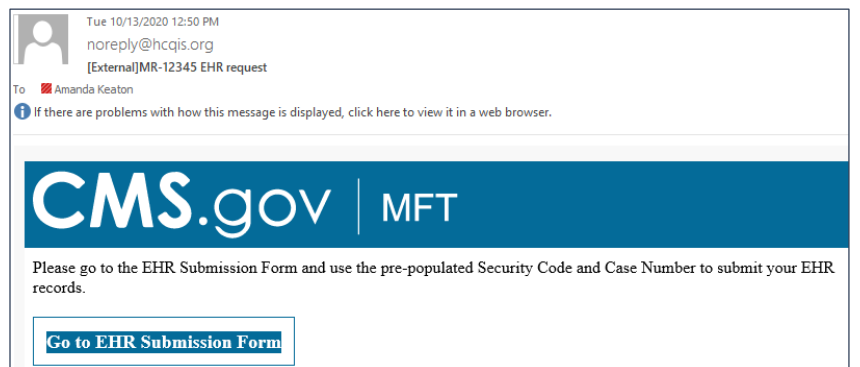 Tue 10/13/2020 12:50 PM
noreply@hcqis.org
[External]MR-12345 EHR request
To Amanda Keaton
If there are problems with how this message is displayed, click here to view it in a web browser.
CMS.gov | MFT
Please go to the EHR Submission Form and use the pre-populated Security Code and Case Number to submit your EHR
records.
Go to EHR Submission Form